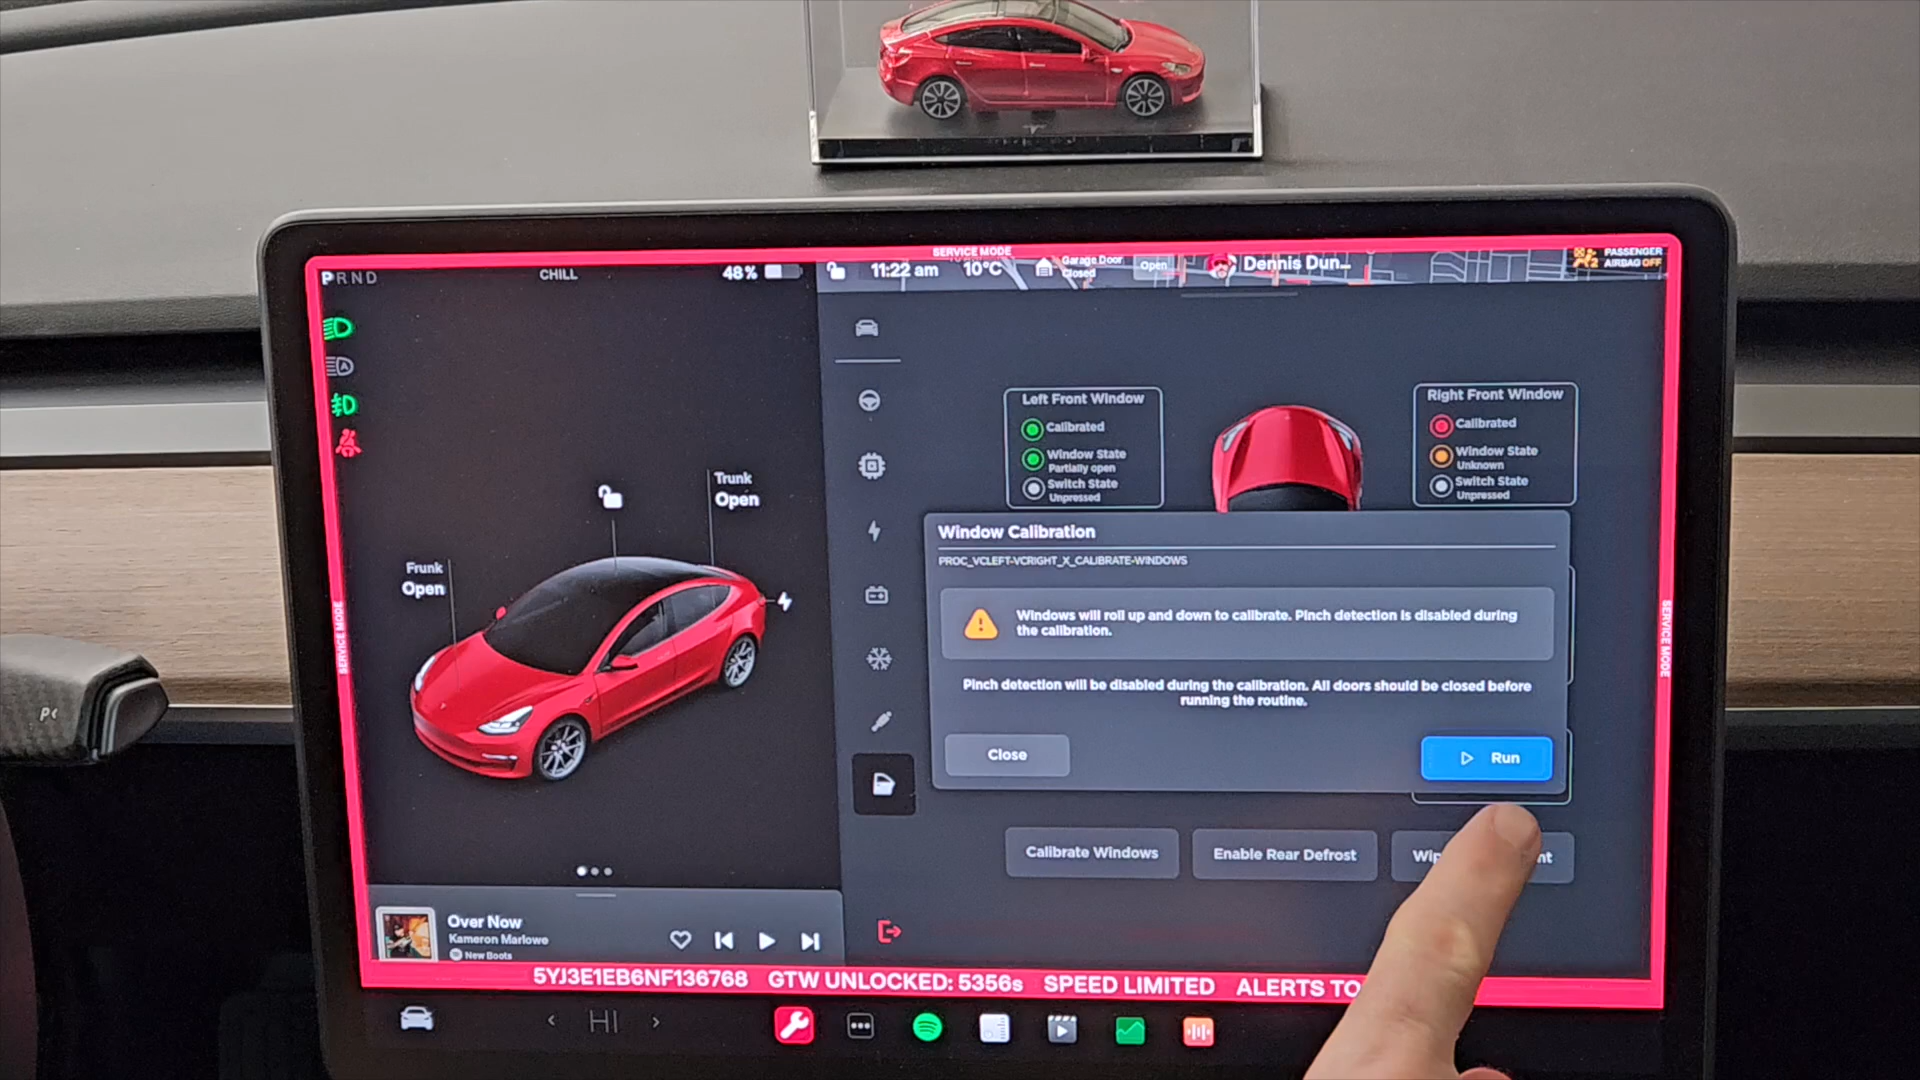 SERVICE MODE
PRND
CHILL
48%
11:22 am
10°C
Garage Door
Closed
Open
Dennis Dun...
PASSENGER
AIRBAG OFF
Trunk
Open
Frunk
Open
Left Front Window
Calibrated
Window State
Partially open
Switch State
Unpressed
Right Front Window
Calibrated
Window State
Unknown
Switch State
Unpressed
Window Calibration
PROC_VCLEFT-VCRIGHT_X_CALIBRATE-WINDOWS
Windows will roll up and down to calibrate. Pinch detection is disabled during
the calibration.
Pinch detection will be disabled during the calibration. All doors should be closed before
running the routine.
Close
Run
Calibrate Windows
Enable Rear Defrost
SERVICE MODE
SERVICE MODE
Over Now
Kameron Marlowe
New Boots
5YJ3E1EB6NF136768 GTW UNLOCKED: 5356s SPEED LIMITED ALERTS TO
HI
P